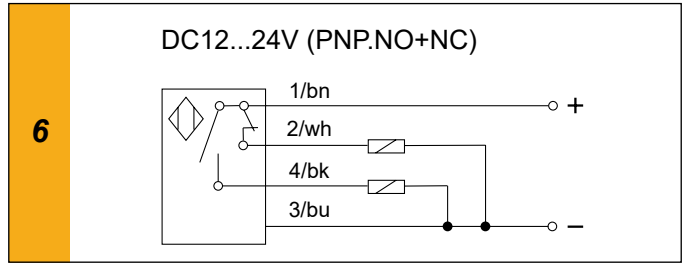 DC12...24V (PNP.NO+NC)
6
1/bn
+
2/wh
4/bk
3/bu
−